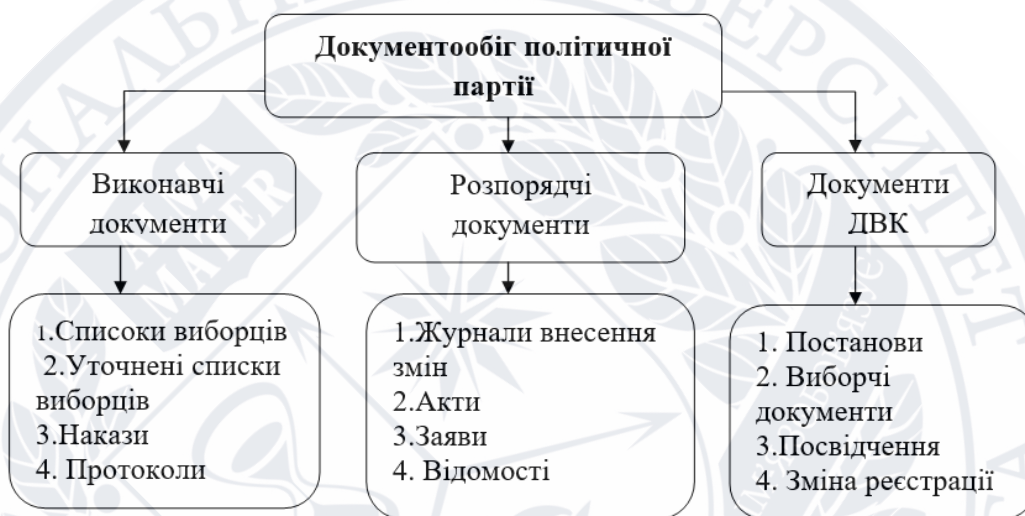 Документообіг політичної
партії
Виконавчі
документи
Розпорядчі
документи
Документи
ДВК
1.Списоки виборців
2.Уточнені списки
виборців
3.Накази
4. Протоколи
1.Журнали внесення
змін
2.Акти
3.Заяви
4. Відомості
1. Постанови
2. Виборчі
документи
3.Посвідчення
4. Зміна реєстрації
ALMA
MATER